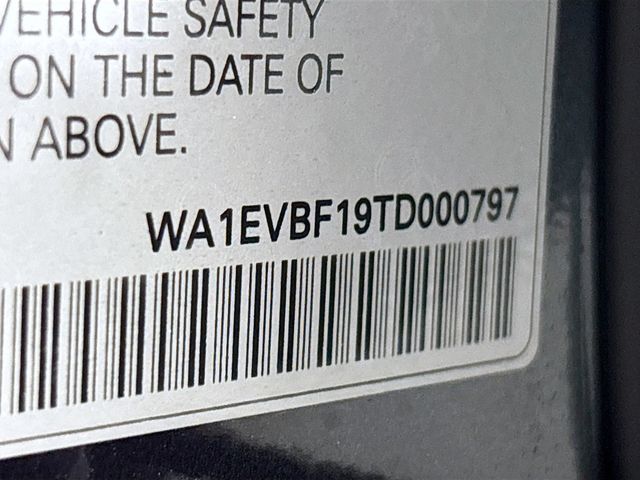 VEHICLE SAFETY
ON THE DATE OF
N ABOVE.
WA1EVBF19TD000797